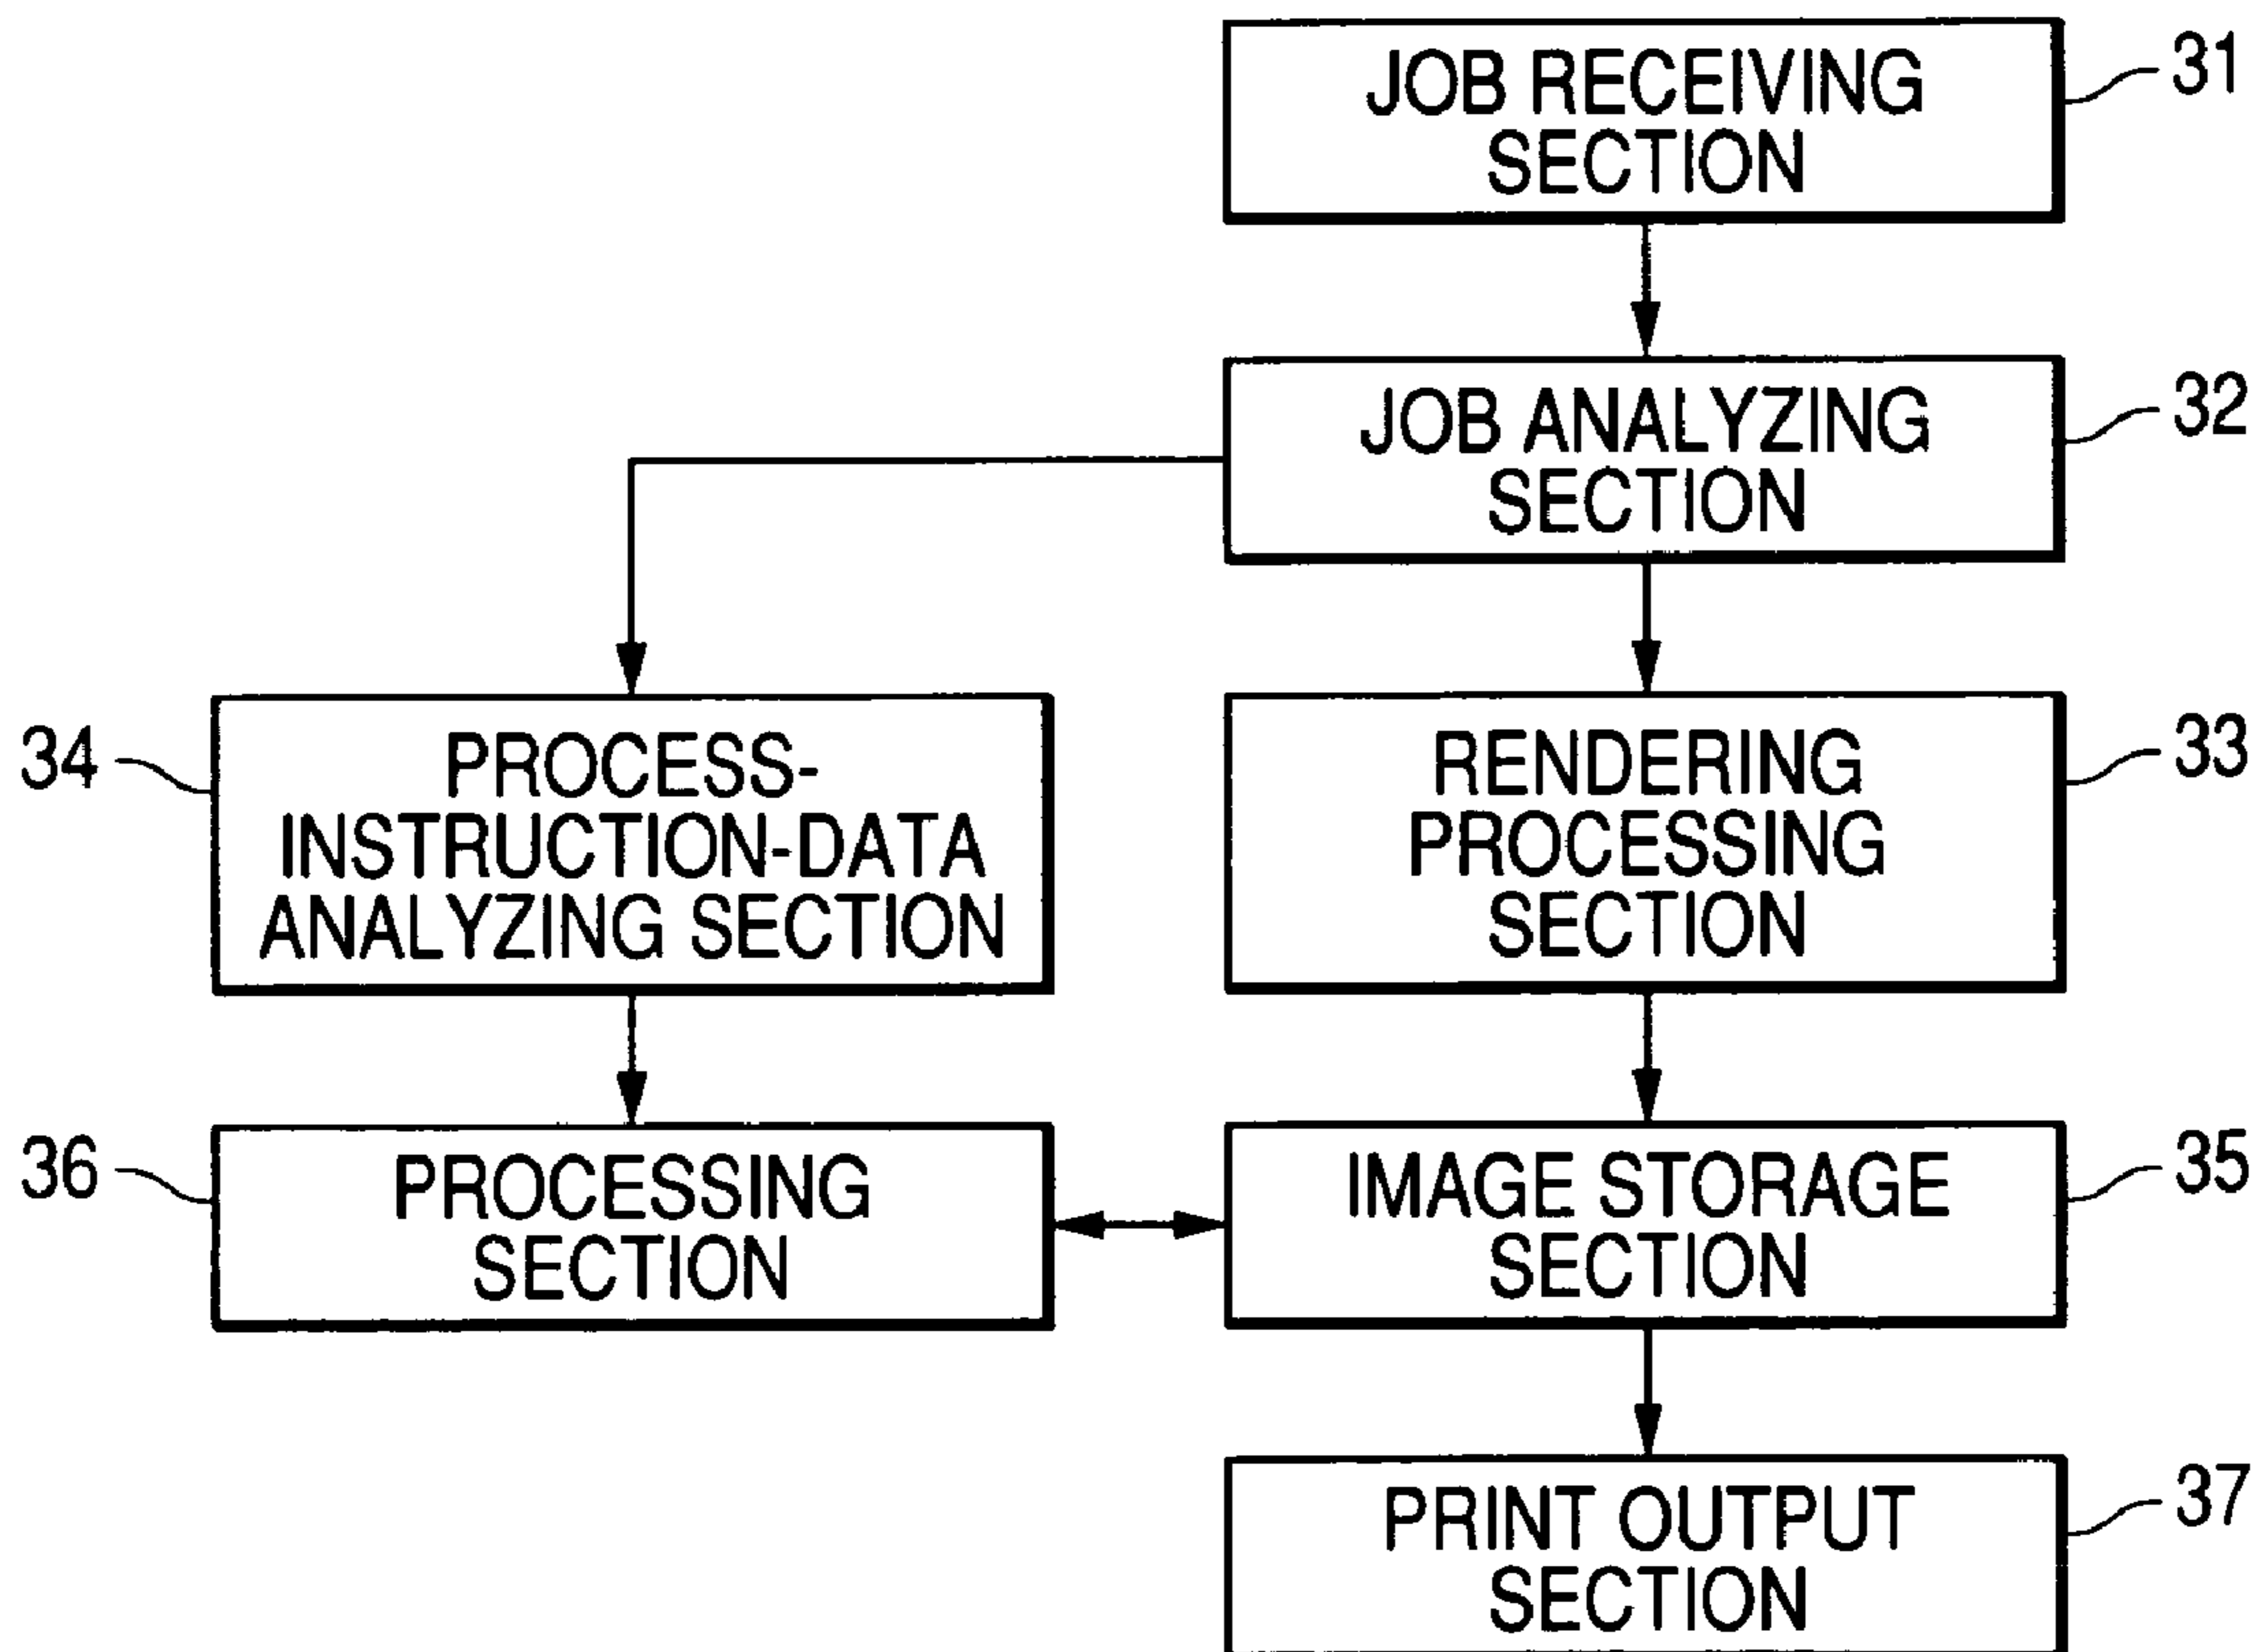 JOB RECEIVING
SECTION
31
JOB ANALYZING
SECTION
32
34
PROCESS-
INSTRUCTION-DATA
ANALYZING SECTION
RENDERING
PROCESSING
SECTION
33
36
PROCESSING
SECTION
IMAGE STORAGE
SECTION
35
PRINT OUTPUT
SECTION
37